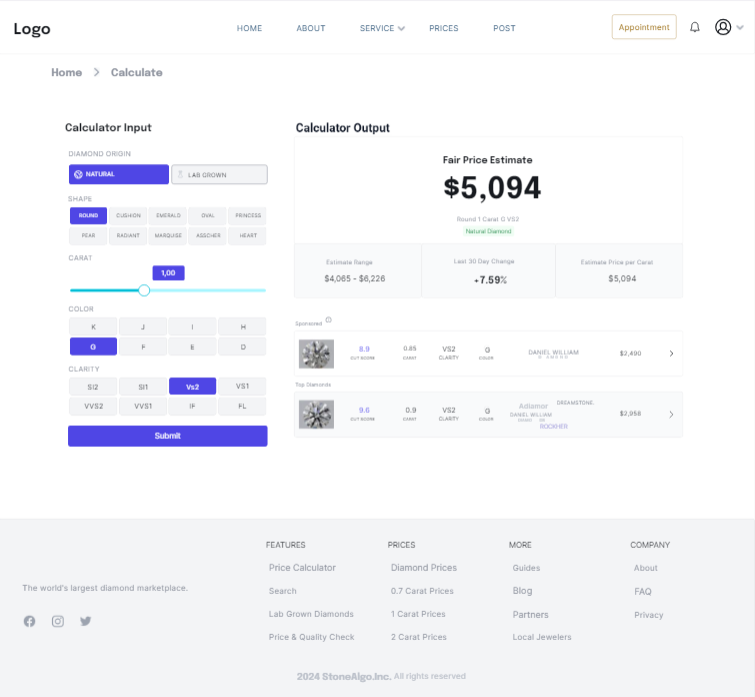 Logo
HOME ABOUT SERVICE PRICES POST
Appointment
Home > Calculate
Calculator Input
DIAMOND ORIGIN
NATURAL LAB GROWN
SHAPE
ROUND CUSHION EMERALD OVAL PRINCESS
PEAR RADIANT MARQUISE ASSCHER HEART
CARAT
1,00
COLOR
K J I H
G F E D
CLARITY
SI2 SI1 Vs2 VS1
VVS2 VVS1 IF FL
Submit
Calculator Output
Fair Price Estimate
$5,094
Round 1 Carat G VS2
Natural Diamond
Estimate Range Last 30 Day Change Estimate Price per Carat
$4,065 - $6,226 +7.59% $5,094
Sponsored
8.9 0.85 VS2 G DANIEL WILLIAM $2,490
CUT SCORE CARAT CLARITY COLOR
Top Diamonds
9.6 0.9 VS2 G Adiamor DREAMSTONE. $2,958
CUT SCORE CARAT CLARITY COLOR DANIEL WILLIAM
ROCKHER
FEATURES PRICES MORE COMPANY
Price Calculator Diamond Prices Guides About
The world's largest diamond marketplace.
Search 0.7 Carat Prices Blog FAQ
Lab Grown Diamonds 1 Carat Prices Partners Privacy
Price & Quality Check 2 Carat Prices Local Jewelers
2024 StoneAlgo.Inc. All rights reserved